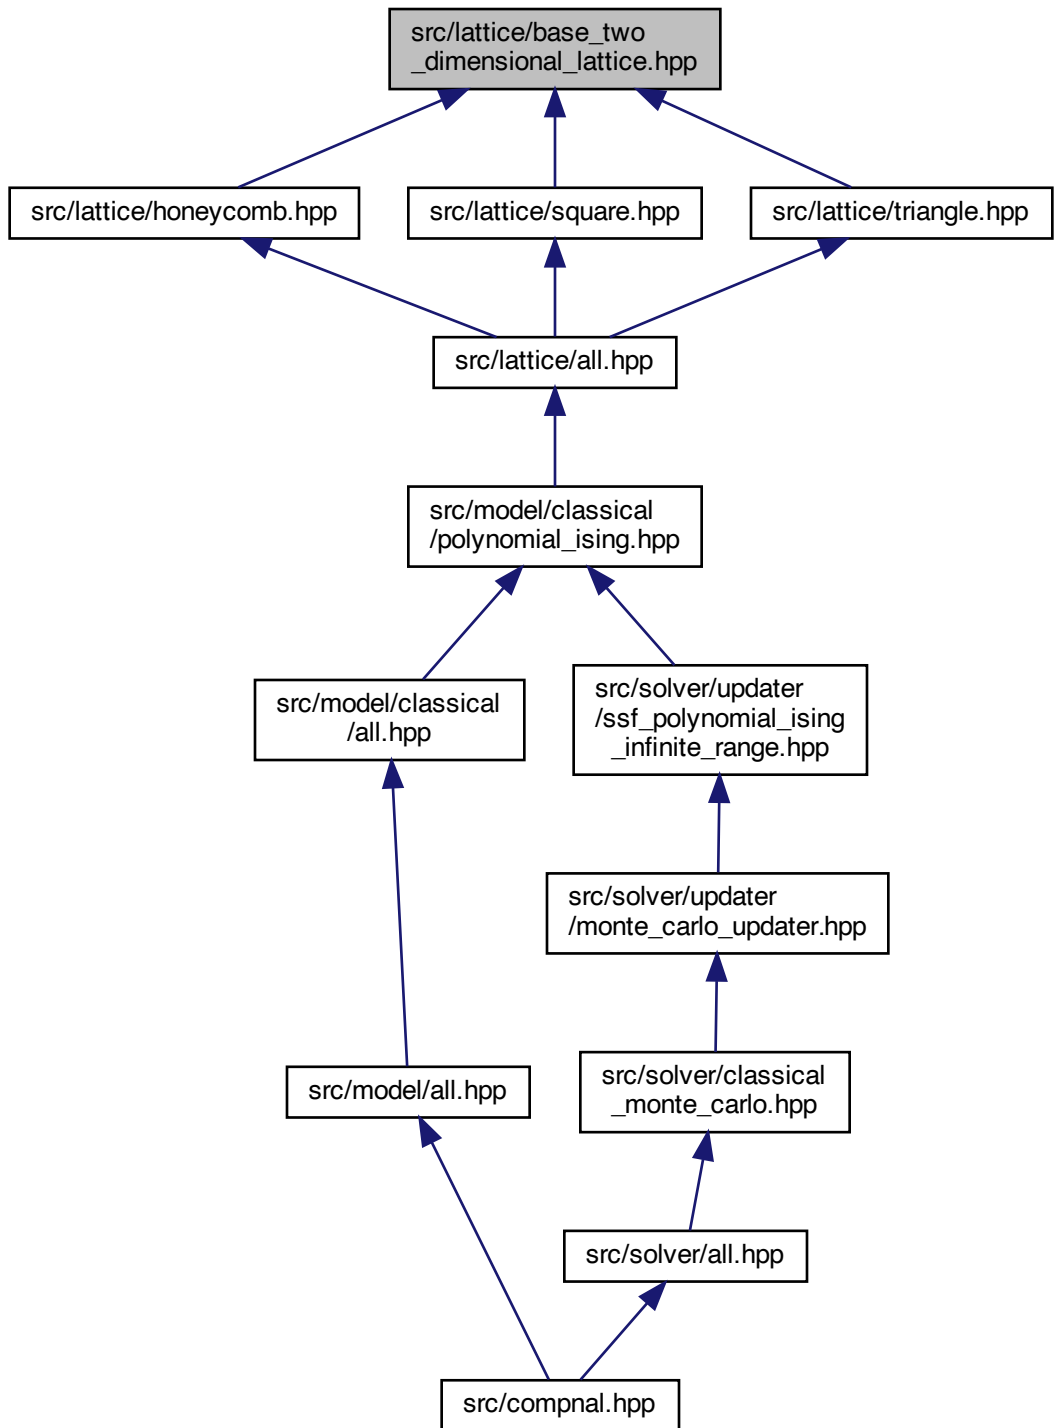 src/lattice/base_two
_dimensional_lattice.hpp
src/lattice/honeycomb.hpp
src/lattice/square.hpp
src/lattice/triangle.hpp
src/lattice/all.hpp
src/model/classical
/polynomial_ising.hpp
src/model/classical
/all.hpp
src/solver/updater
/ssf_polynomial_ising
_infinite_range.hpp
src/solver/updater
/monte_carlo_updater.hpp
src/model/all.hpp
src/solver/classical
_monte_carlo.hpp
src/solver/all.hpp
src/compnal.hpp